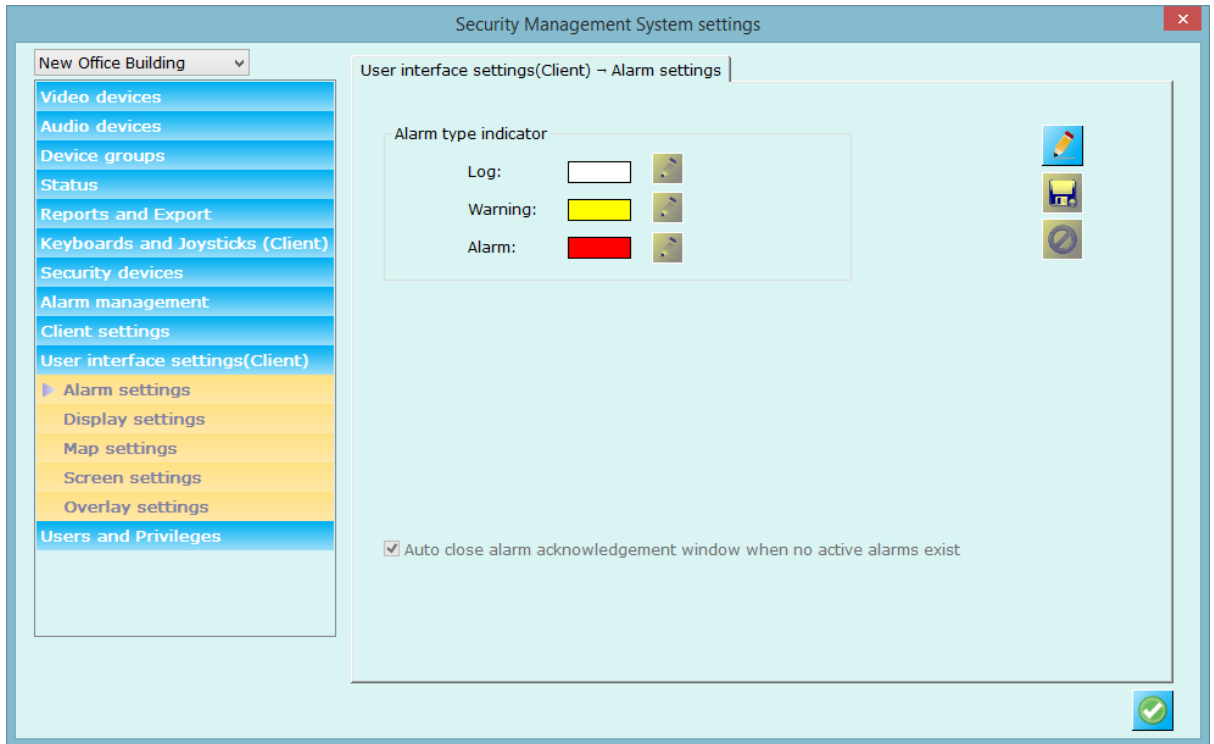 Security Management System settings
New Office Building
Video devices
Audio devices
Device groups
Status
Reports and Export
Keyboards and Joysticks (Client)
Security devices
Alarm management
Client settings
User interface settings(Client)
Alarm settings
Display settings
Map settings
Screen settings
Overlay settings
Users and Privileges
User interface settings(Client) → Alarm settings
Alarm type indicator
Log:
Warning:
Alarm:
Auto close alarm acknowledgement window when no active alarms exist